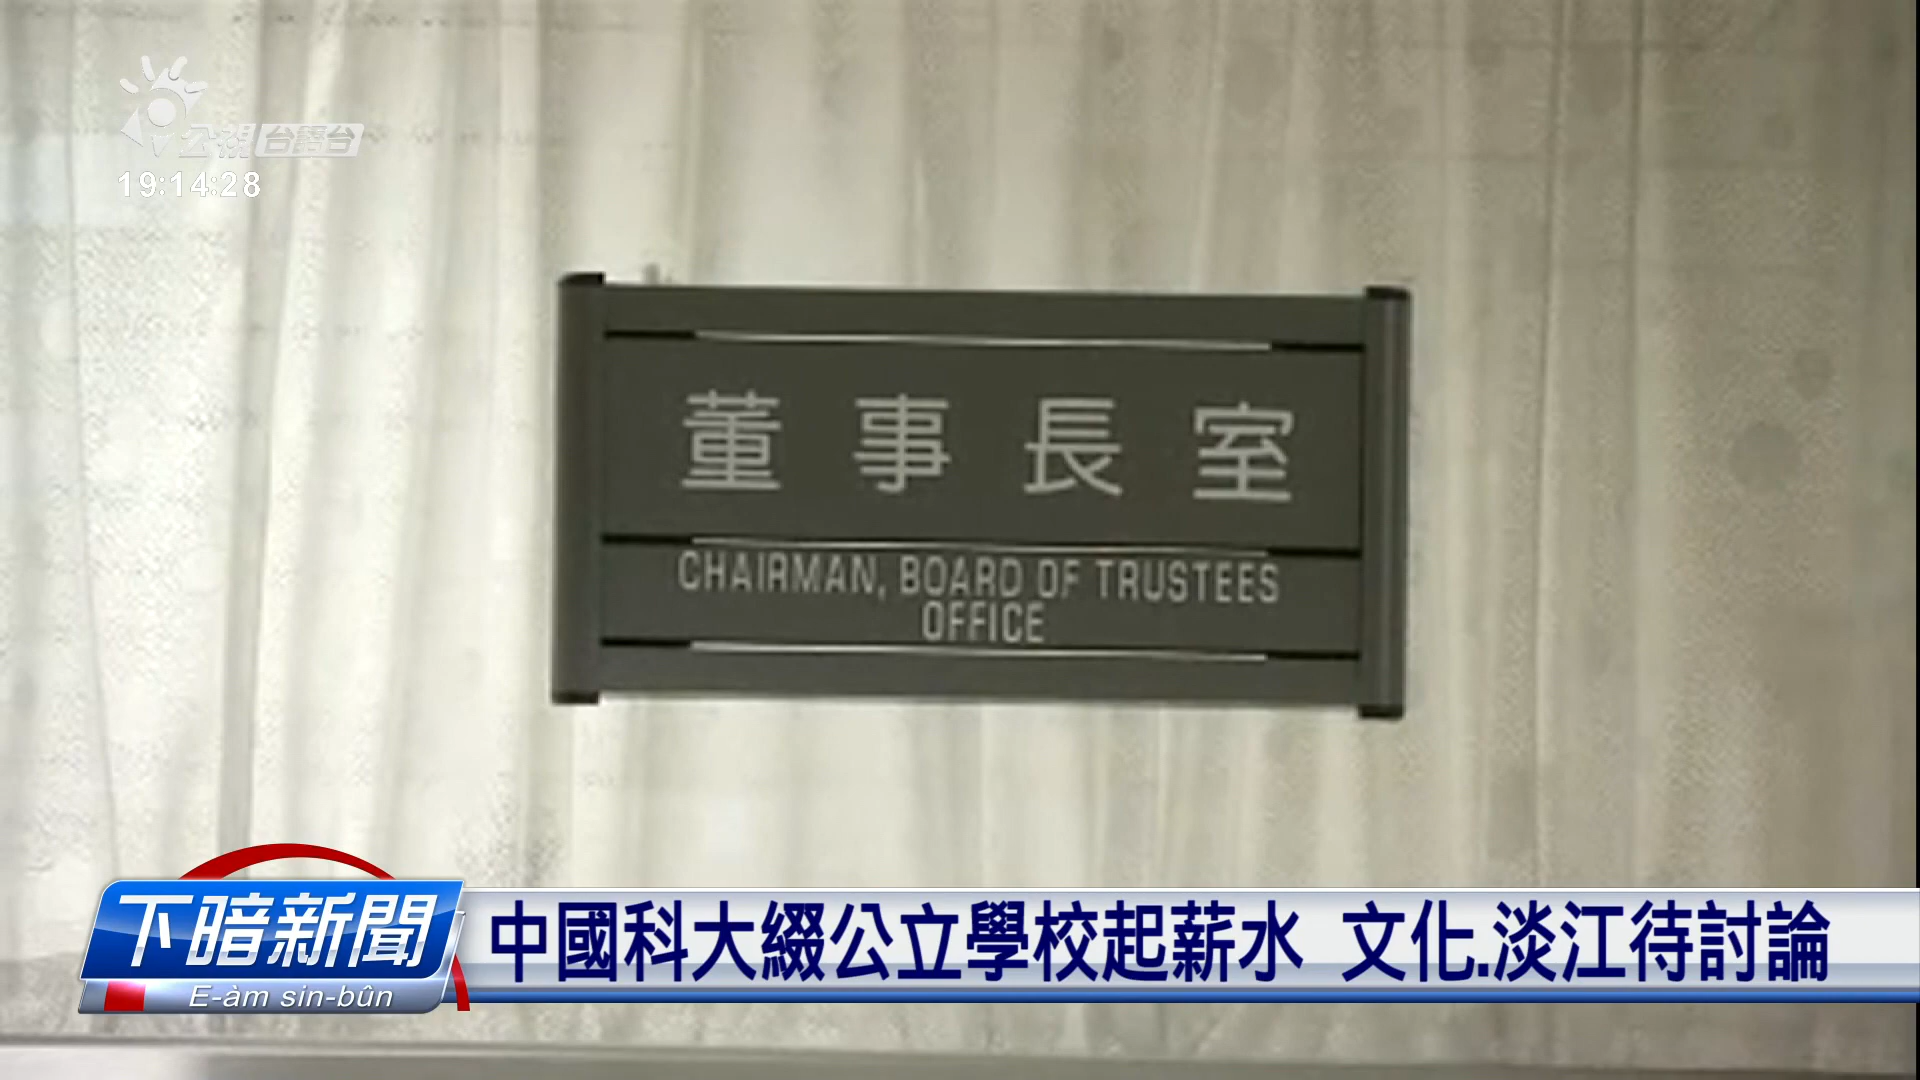 公視台語台
19:14:28
董事長室
CHAIRMAN, BOARD OF TRUSTEES
OFFICE
下暗新聞
E-àm sin-bûn
中國科大綴公立學校起薪水 文化.淡江待討論